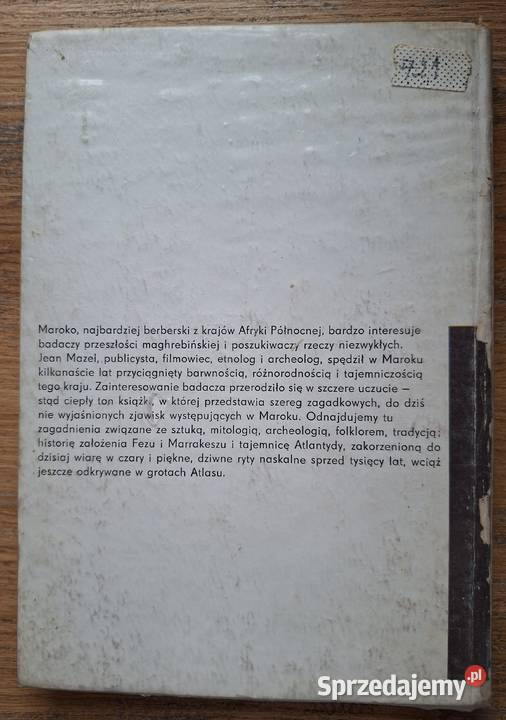 931
Maroko, najbardziej berberski z krajów Afryki Północnej, bardzo interesuje
badaczy przeszłości maghrebińskiej i poszukiwaczy rzeczy niezwykłych.
Jean Mazel, publicysta, filmowiec, etnolog i archeolog, spędził w Maroku
kilkanaście lat przyciągnięty barwnością, różnorodnością i tajemniczością
tego kraju. Zainteresowanie badacza przerodziło się w szczere uczucie –
stąd ciepły ton książki, w której przedstawia szereg zagadkowych, do dziś
nie wyjaśnionych zjawisk występujących w Maroku. Odnajdujemy tu
zagadnienia związane ze sztuką, mitologią, archeologią, folklorem, tradycją:
historię założenia Fezu i Marrakeszu i tajemnicę Atlantydy, zakorzenioną do
dzisiaj wiarę w czary i piękne, dziwne ryty naskalne sprzed tysięcy lat, wciąż
jeszcze odkrywane w grotach Atlasu.
Sprzedajemy.pl